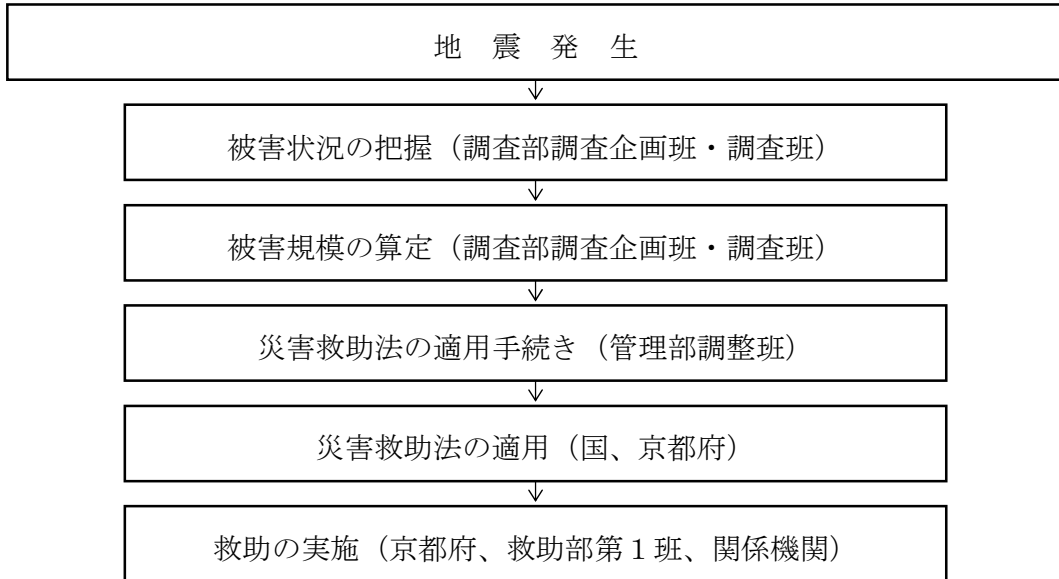 地　震　発　生
被害状況の把握（調査部調査企画班・調査班）
被害規模の算定（調査部調査企画班・調査班）
災害救助法の適用手続き（管理部調整班）
災害救助法の適用（国、京都府）
救助の実施（京都府、救助部第１班、関係機関）